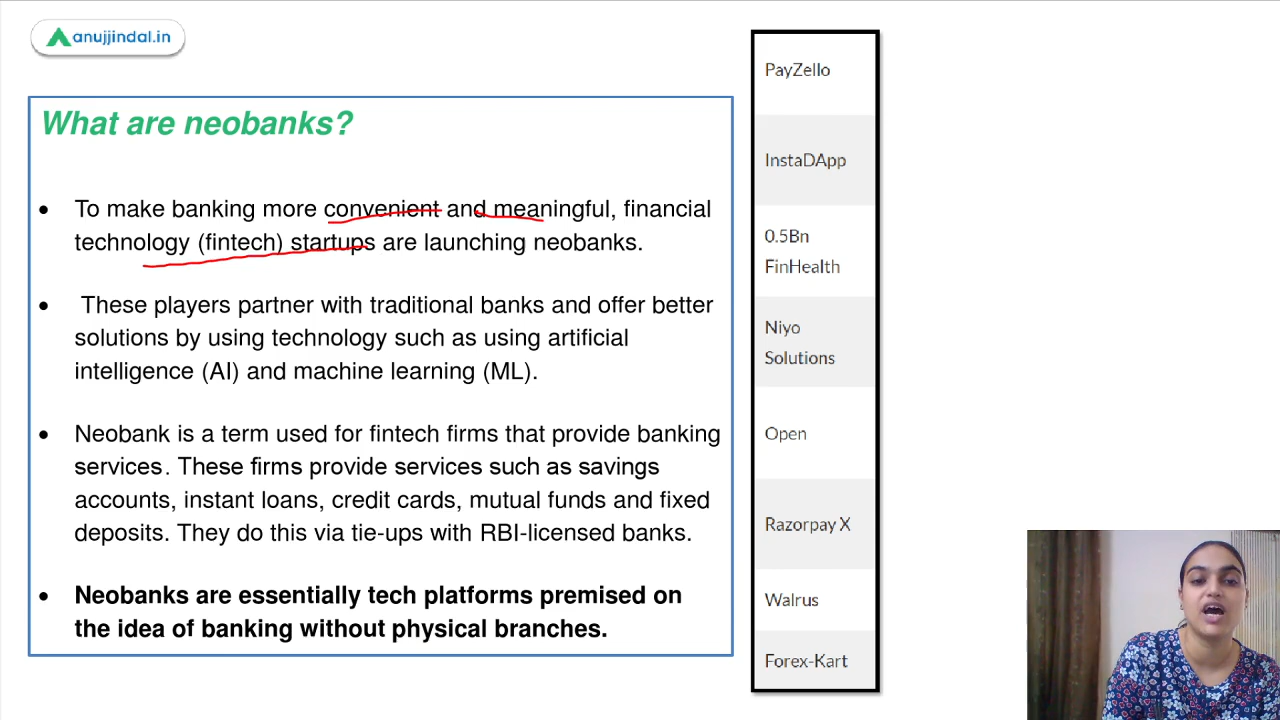 anujjindal.in
What are neobanks?
• To make banking more convenient and meaningful, financial
technology (fintech) startups are launching neobanks.
• These players partner with traditional banks and offer better
solutions by using technology such as using artificial
intelligence (AI) and machine learning (ML).
• Neobank is a term used for fintech firms that provide banking
services. These firms provide services such as savings
accounts, instant loans, credit cards, mutual funds and fixed
deposits. They do this via tie-ups with RBI-licensed banks.
• Neobanks are essentially tech platforms premised on
the idea of banking without physical branches.
PayZello
InstaDApp
0.5Bn
FinHealth
Niyo
Solutions
Open
Razorpay X
Walrus
Forex-Kart